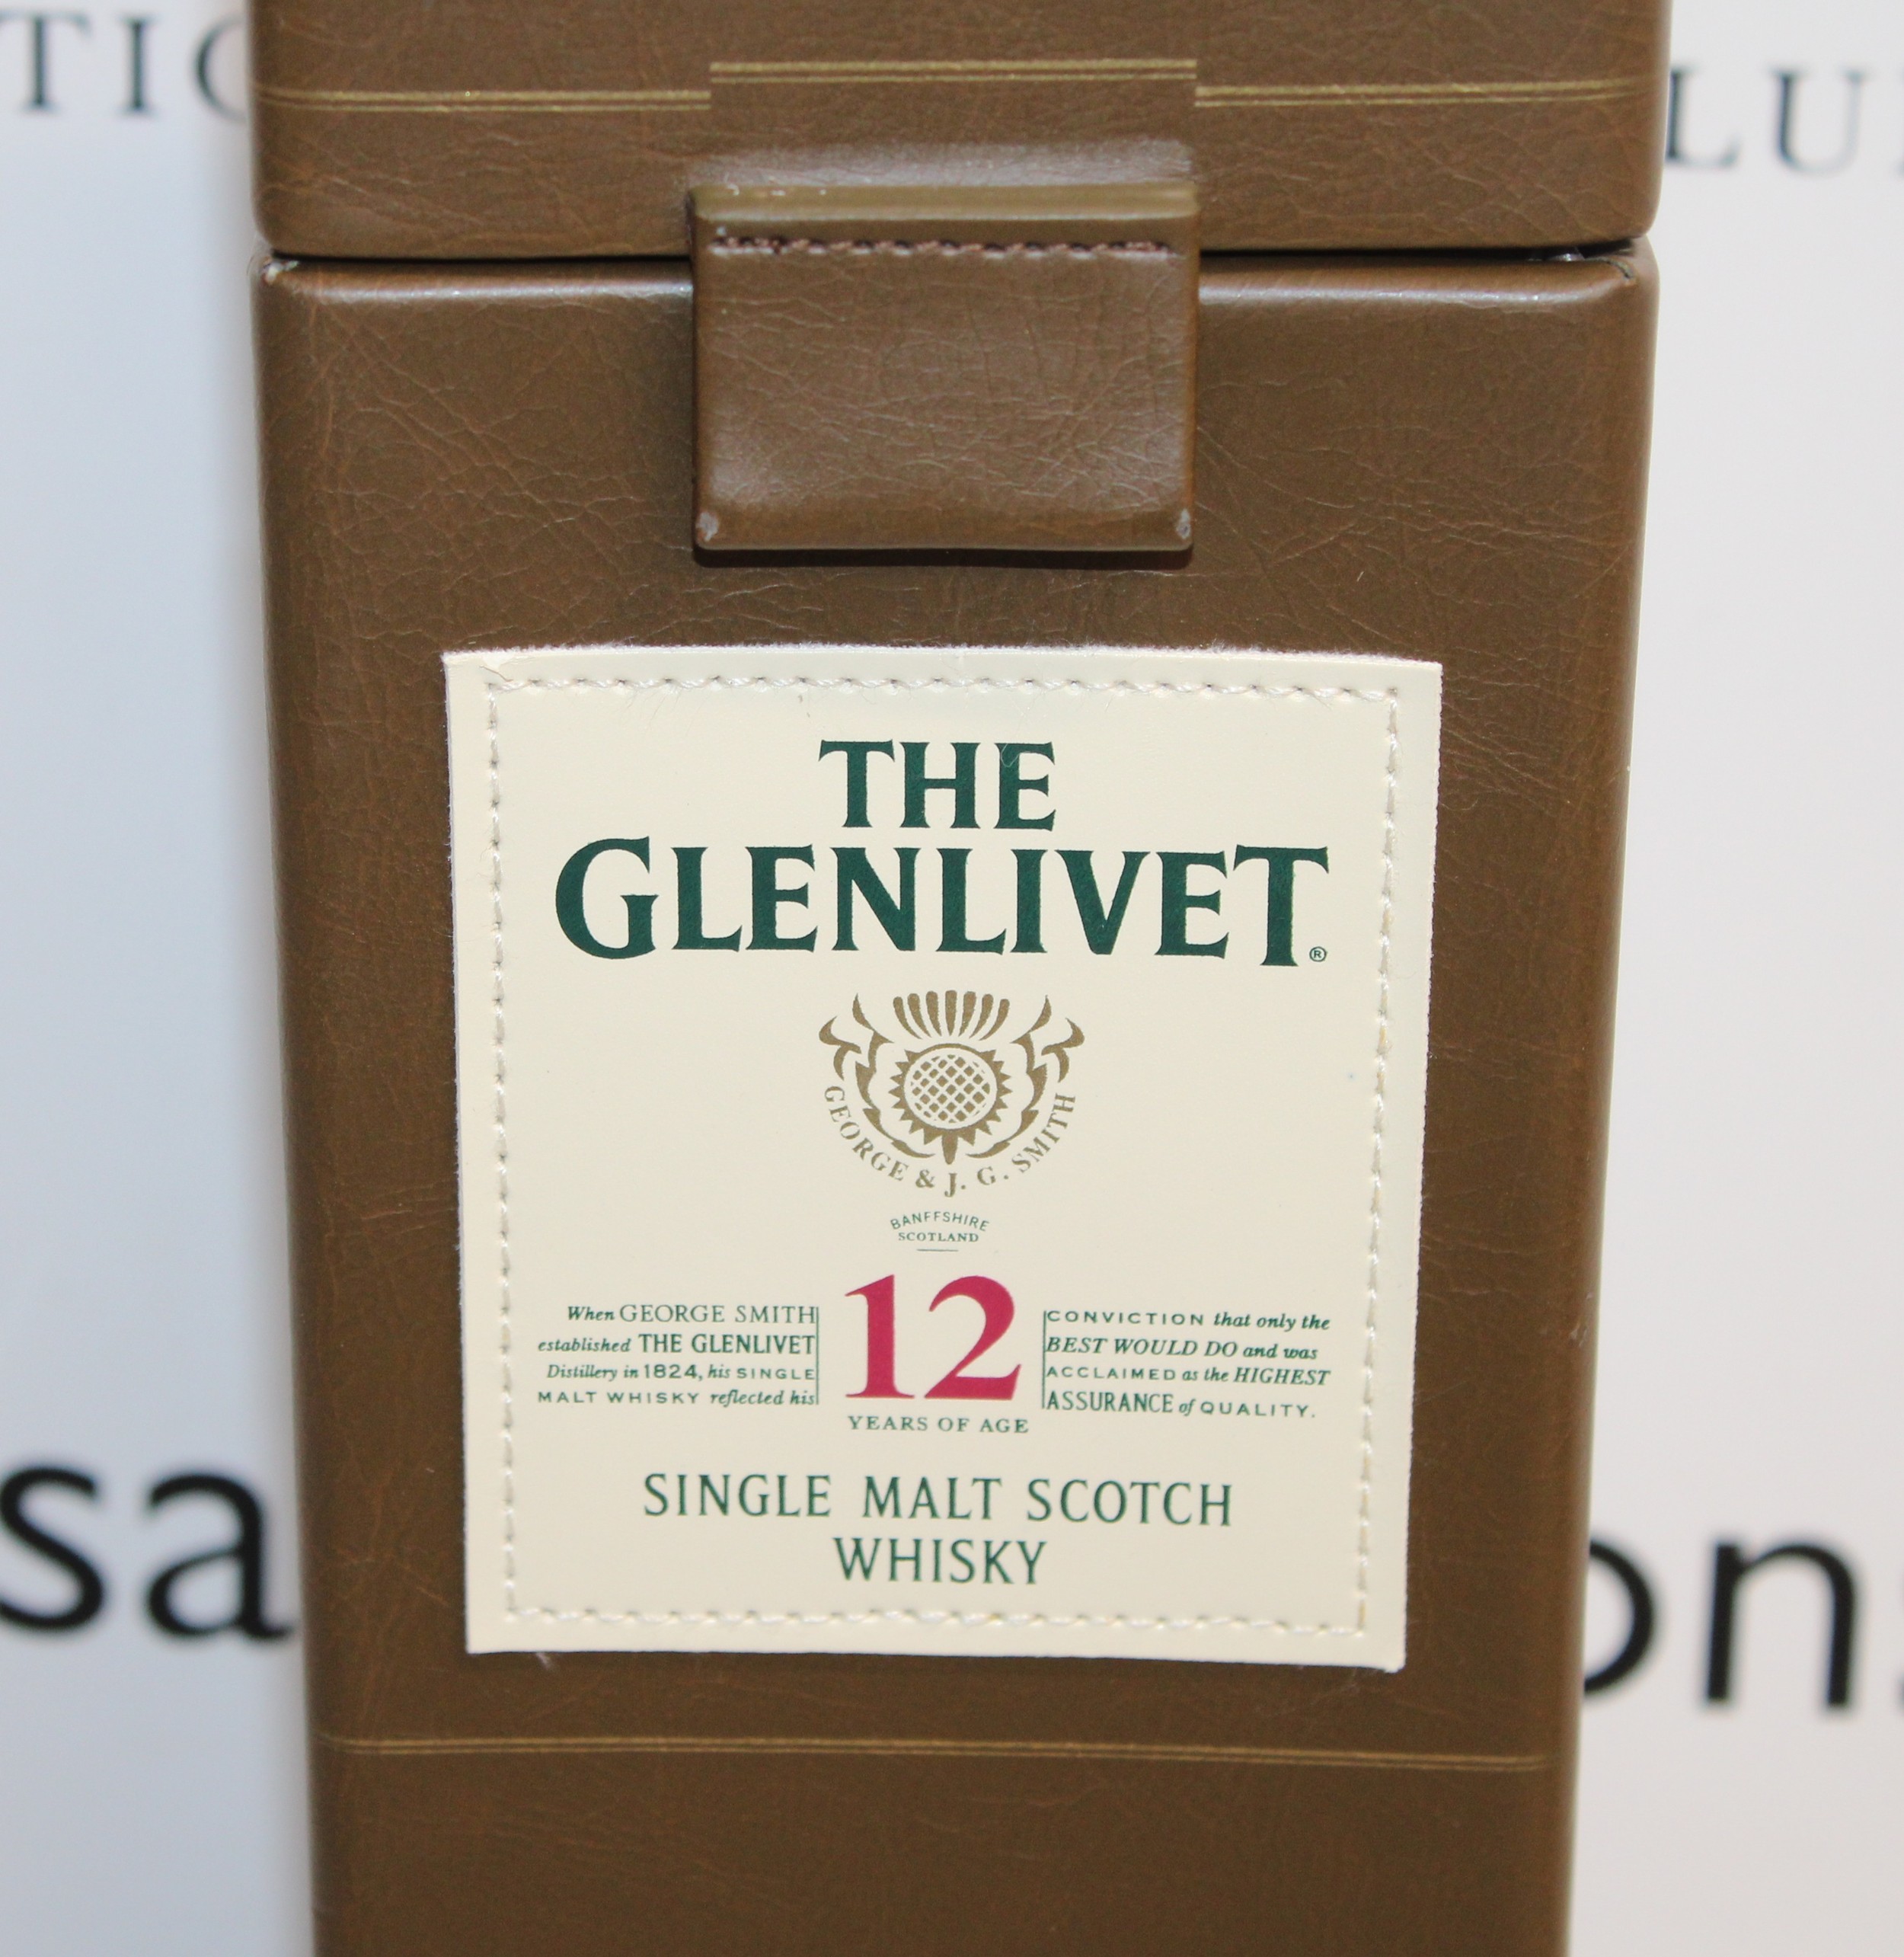 THE
GLENLIVET®
GEORGE & J. G. SMITH
BANFFSHIRE
SCOTLAND
When GEORGE SMITH
established THE GLENLIVET
Distillery in 1824, his SINGLE
MALT WHISKY reflected his
12
YEARS OF AGE
CONVICTION that only the
BEST WOULD DO and was
ACCLAIMED as the HIGHEST
ASSURANCE of QUALITY.
SINGLE MALT SCOTCH
WHISKY